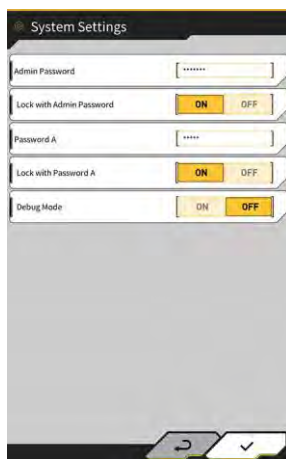 System Settings
Admin Password
Lock with Admin Password ON OFF
Password A
Lock with Password A ON OFF
Debug Mode ON OFF